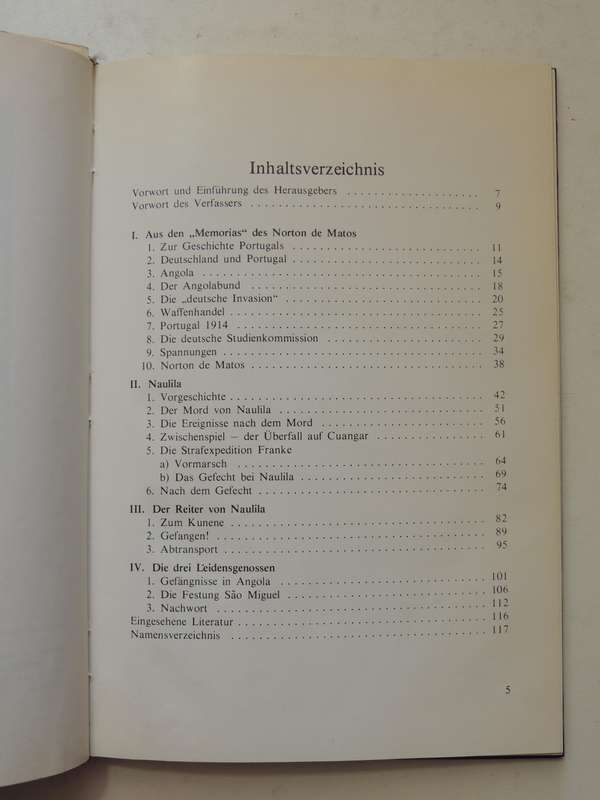 Inhaltsverzeichnis
Vorwort und Einführung des Herausgebers . . . . . . . . . . . . . . . . . . . 7
Vorwort des Verfassers . . . . . . . . . . . . . . . . . . . . . . . . . . . . . . . . . 9
I. Aus den „Memorias“ des Norton de Matos
1. Zur Geschichte Portugals . . . . . . . . . . . . . . . . . . . . . . . . . . . 11
2. Deutschland und Portugal . . . . . . . . . . . . . . . . . . . . . . . . . . . 14
3. Angola . . . . . . . . . . . . . . . . . . . . . . . . . . . . . . . . . . . . . 15
4. Der Angolabund . . . . . . . . . . . . . . . . . . . . . . . . . . . . . . . 18
5. Die „deutsche Invasion“ . . . . . . . . . . . . . . . . . . . . . . . . . . . 20
6. Waffenhandel . . . . . . . . . . . . . . . . . . . . . . . . . . . . . . . . . 25
7. Portugal 1914 . . . . . . . . . . . . . . . . . . . . . . . . . . . . . . . . 27
8. Die deutsche Studienkommission . . . . . . . . . . . . . . . . . . . . . . . 29
9. Spannungen . . . . . . . . . . . . . . . . . . . . . . . . . . . . . . . . . . 34
10. Norton de Matos . . . . . . . . . . . . . . . . . . . . . . . . . . . . . . 38
II. Naulila
1. Vorgeschichte . . . . . . . . . . . . . . . . . . . . . . . . . . . . . . . . 42
2. Der Mord von Naulila . . . . . . . . . . . . . . . . . . . . . . . . . . . . 51
3. Die Ereignisse nach dem Mord . . . . . . . . . . . . . . . . . . . . . . . . 56
4. Zwischenspiel – der Überfall auf Cuangar . . . . . . . . . . . . . . . . . 61
5. Die Strafexpedition Franke
a) Vormarsch . . . . . . . . . . . . . . . . . . . . . . . . . . . . . . . . 64
b) Das Gefecht bei Naulila . . . . . . . . . . . . . . . . . . . . . . . . . 69
6. Nach dem Gefecht . . . . . . . . . . . . . . . . . . . . . . . . . . . . . 74
III. Der Reiter von Naulila
1. Zum Kunene . . . . . . . . . . . . . . . . . . . . . . . . . . . . . . . . . 82
2. Gefangen! . . . . . . . . . . . . . . . . . . . . . . . . . . . . . . . . . . 89
3. Abtransport . . . . . . . . . . . . . . . . . . . . . . . . . . . . . . . . . 95
IV. Die drei Leidensgenossen
1. Gefängnisse in Angola . . . . . . . . . . . . . . . . . . . . . . . . . . . 101
2. Die Festung São Miguel . . . . . . . . . . . . . . . . . . . . . . . . . . 106
3. Nachwort . . . . . . . . . . . . . . . . . . . . . . . . . . . . . . . . . . 112
Eingesehene Literatur . . . . . . . . . . . . . . . . . . . . . . . . . . . . . . 116
Namensverzeichnis . . . . . . . . . . . . . . . . . . . . . . . . . . . . . . . 117
5